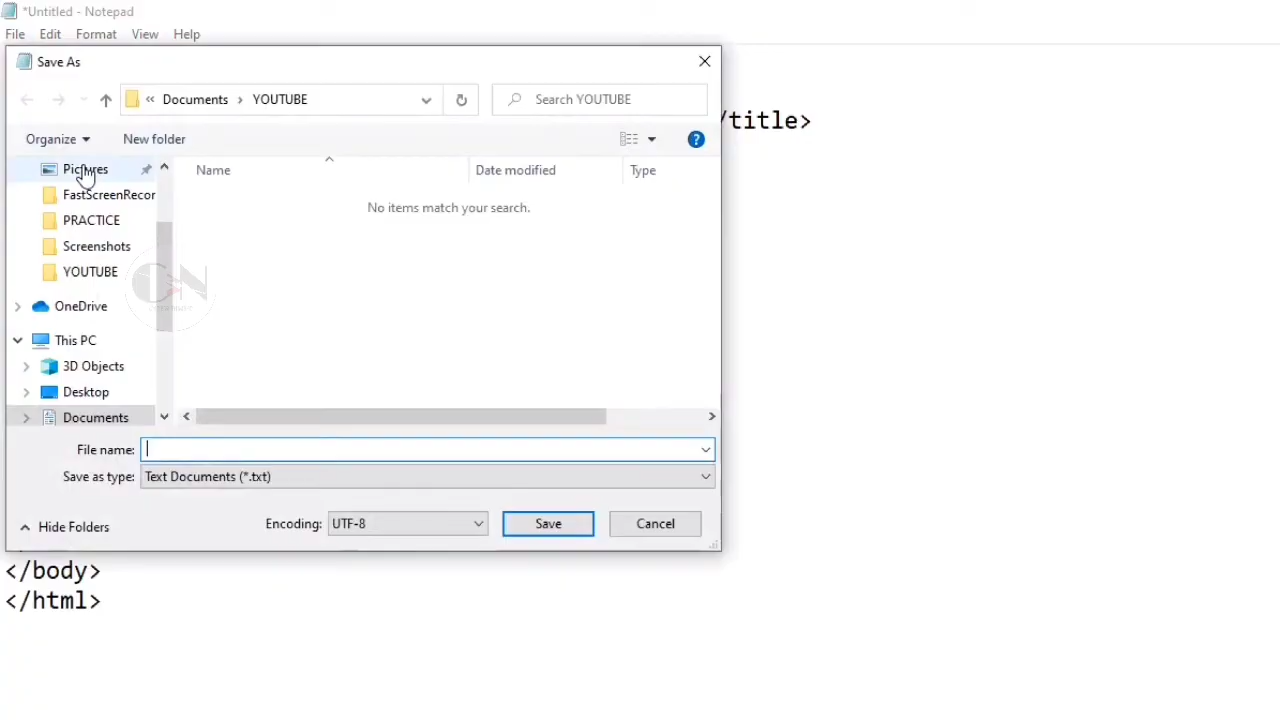 *Untitled - Notepad
File Edit Format View Help
Save As
« Documents › YOUTUBE
Search YOUTUBE
/title>
Organize New folder
?
Name Date modified Type
Pictures
No items match your search.
FastScreenRecor
PRACTICE
Screenshots
YOUTUBE
OneDrive
This PC
3D Objects
Desktop
Documents
File name:
Save as type: Text Documents (*.txt)
Hide Folders Encoding: UTF-8 Save Cancel
</body>
</html>